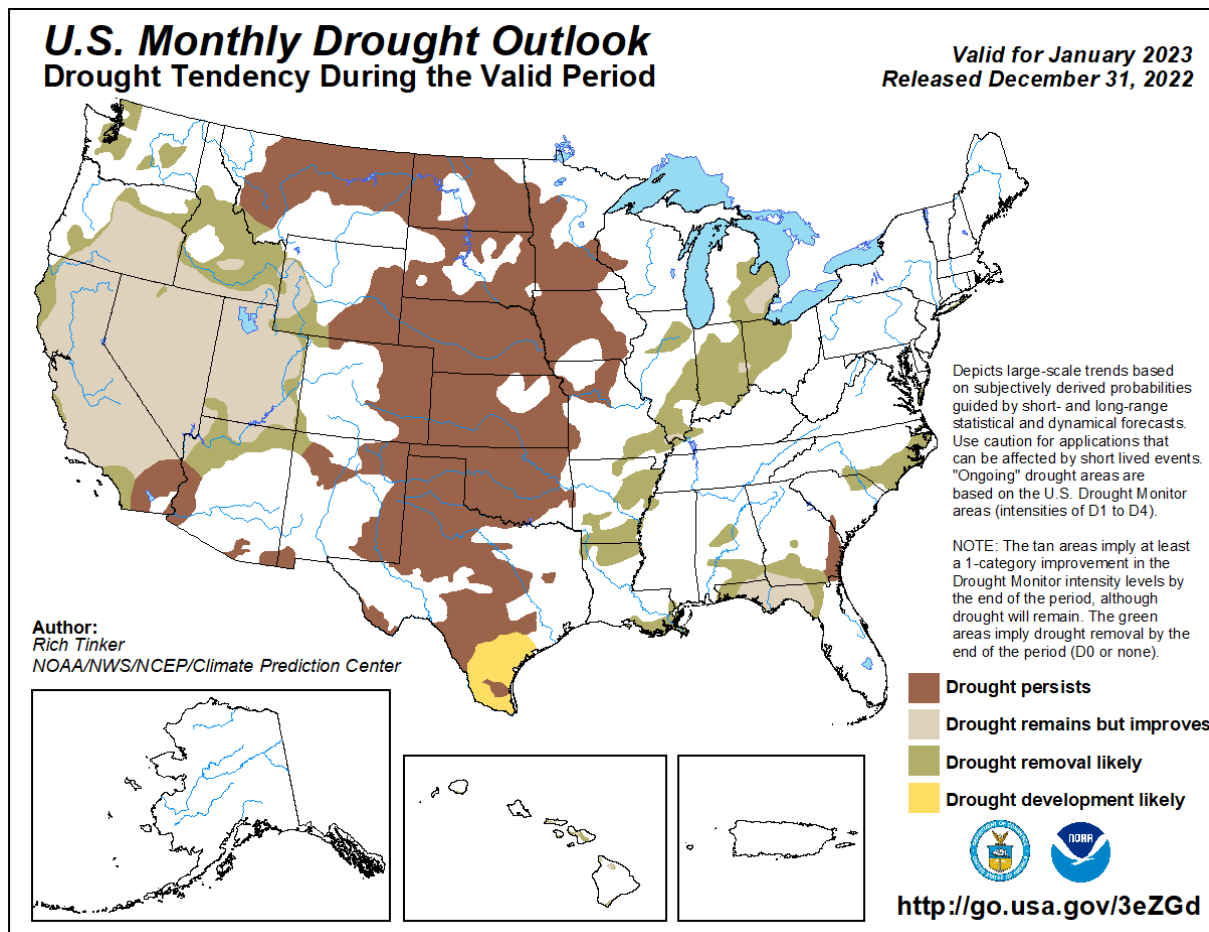 U.S. Monthly Drought Outlook
Drought Tendency During the Valid Period
Valid for January 2023
Released December 31, 2022
Depicts large-scale trends based
on subjectively derived probabilities
guided by short- and long-range
statistical and dynamical forecasts.
Use caution for applications that
can be affected by short lived events.
"Ongoing" drought areas are
based on the U.S. Drought Monitor
areas (intensities of D1 to D4).
NOTE: The tan areas imply at least
a 1-category improvement in the
Drought Monitor intensity levels by
the end of the period, although
drought will remain. The green
areas imply drought removal by the
end of the period (D0 or none).
Author:
Rich Tinker
NOAA/NWS/NCEP/Climate Prediction Center
Drought persists
Drought remains but improves
Drought removal likely
Drought development likely
NOAA
http://go.usa.gov/3eZGd